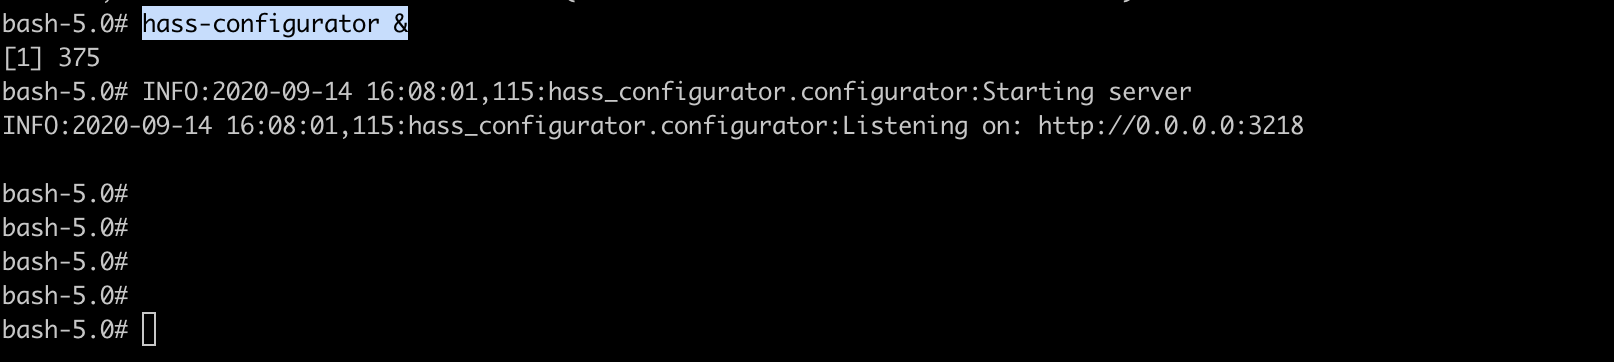 bash-5.0# hass-configurator &
[1] 375
bash-5.0# INFO:2020-09-14 16:08:01,115:hass_configurator.configurator:Starting server
INFO:2020-09-14 16:08:01,115:hass_configurator.configurator:Listening on: http://0.0.0.0:3218
bash-5.0#
bash-5.0#
bash-5.0#
bash-5.0#
bash-5.0#